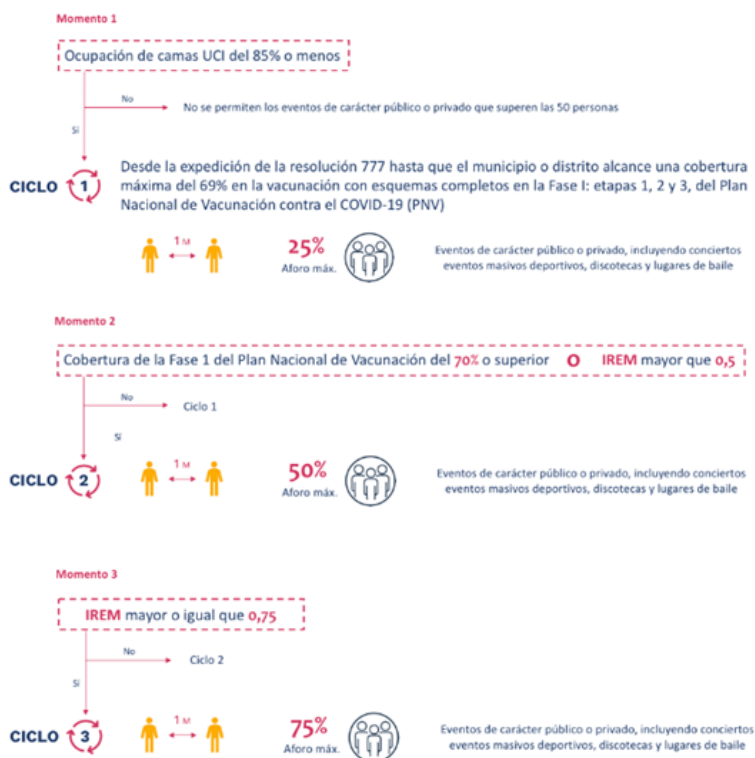 Momento 1
Ocupación de camas UCI del 85% o menos
No
No se permiten los eventos de carácter público o privado que superen las 50 personas
Sí
CICLO 1
Desde la expedición de la resolución 777 hasta que el municipio o distrito alcance una cobertura
máxima del 69% en la vacunación con esquemas completos en la Fase I: etapas 1, 2 y 3, del Plan
Nacional de Vacunación contra el COVID-19 (PNV)
1 M
25%
Aforo máx.
Eventos de carácter público o privado, incluyendo conciertos
eventos masivos deportivos, discotecas y lugares de baile
Momento 2
Cobertura de la Fase 1 del Plan Nacional de Vacunación del 70% o superior O IREM mayor que 0,5
No
Ciclo 1
Sí
CICLO 2
1 M
50%
Aforo máx.
Eventos de carácter público o privado, incluyendo conciertos
eventos masivos deportivos, discotecas y lugares de baile
Momento 3
IREM mayor o igual que 0,75
No
Ciclo 2
Sí
CICLO 3
1 M
75%
Aforo máx.
Eventos de carácter público o privado, incluyendo conciertos
eventos masivos deportivos, discotecas y lugares de baile